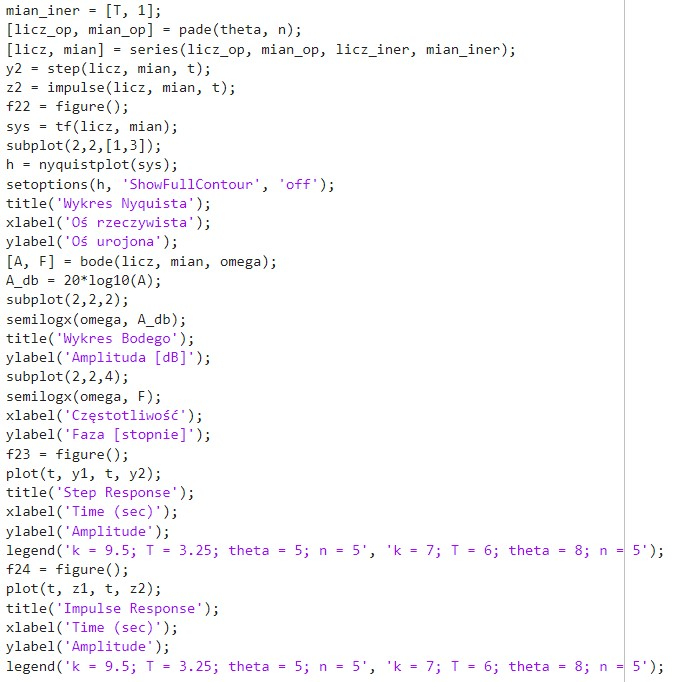 mian_iner = [T, 1];
[licz_op, mian_op] = pade(theta, n);
[licz, mian] = series(licz_op, mian_op, licz_iner, mian_iner);
y2 = step(licz, mian, t);
z2 = impulse(licz, mian, t);
f22 = figure();
sys = tf(licz, mian);
subplot(2,2,[1,3]);
h = nyquistplot(sys);
setoptions(h, 'ShowFullContour', 'off');
title('Wykres Nyquista');
xlabel('Oś rzeczywista');
ylabel('Oś urojona');
[A, F] = bode(licz, mian, omega);
A_db = 20*log10(A);
subplot(2,2,2);
semilogx(omega, A_db);
title('Wykres Bodego');
ylabel('Amplituda [dB]');
subplot(2,2,4);
semilogx(omega, F);
xlabel('Częstotliwość');
ylabel('Faza [stopnie]');
f23 = figure();
plot(t, y1, t, y2);
title('Step Response');
xlabel('Time (sec)');
ylabel('Amplitude');
legend('k = 9.5; T = 3.25; theta = 5; n = 5', 'k = 7; T = 6; theta = 8; n = 5');
f24 = figure();
plot(t, z1, t, z2);
title('Impulse Response');
xlabel('Time (sec)');
ylabel('Amplitude');
legend('k = 9.5; T = 3.25; theta = 5; n = 5', 'k = 7; T = 6; theta = 8; n = 5');